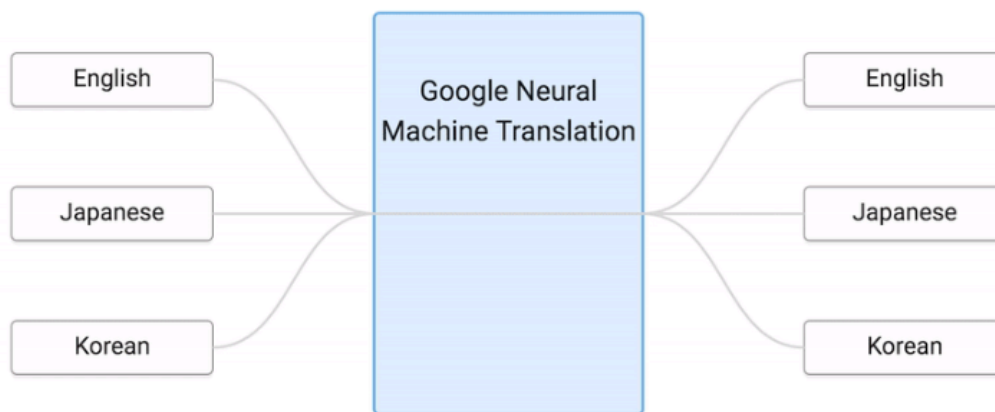 English
Japanese
Korean
Google Neural
Machine Translation
English
Japanese
Korean